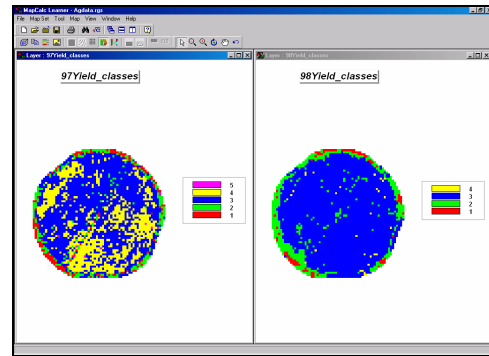 MapCalc Learner - Agdata.rgs
File Map Set Tool Map View Window Help
Layer : 97Yield_classes
97Yield_classes
5
4
3
2
1
Layer : 98Yield_classes
98Yield_classes
4
3
2
1